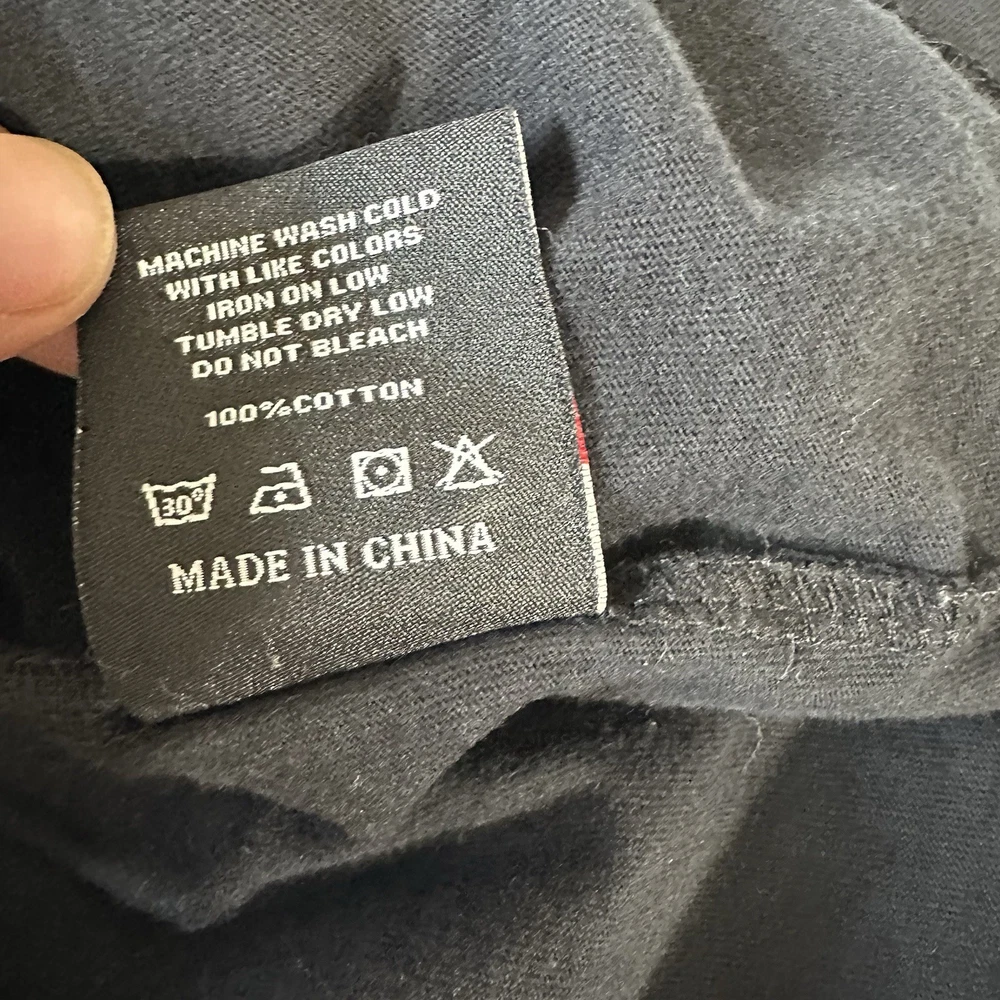 MACHINE WASH COLD
WITH LIKE COLORS
IRON ON LOW
TUMBLE DRY LOW
DO NOT BLEACH
100%COTTON
30°
MADE IN CHINA